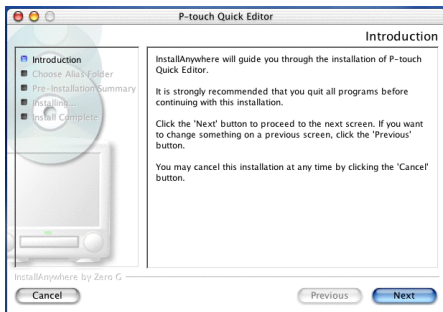 P-touch Quick Editor
Introduction
Introduction
Choose Alias Folder
Pre-Installation Summary
Installing...
Install Complete
InstallAnywhere will guide you through the installation of P-touch
Quick Editor.
It is strongly recommended that you quit all programs before
continuing with this installation.
Click the 'Next' button to proceed to the next screen. If you want
to change something on a previous screen, click the 'Previous'
button.
You may cancel this installation at any time by clicking the 'Cancel'
button.
InstallAnywhere by Zero G
Cancel
Previous
Next